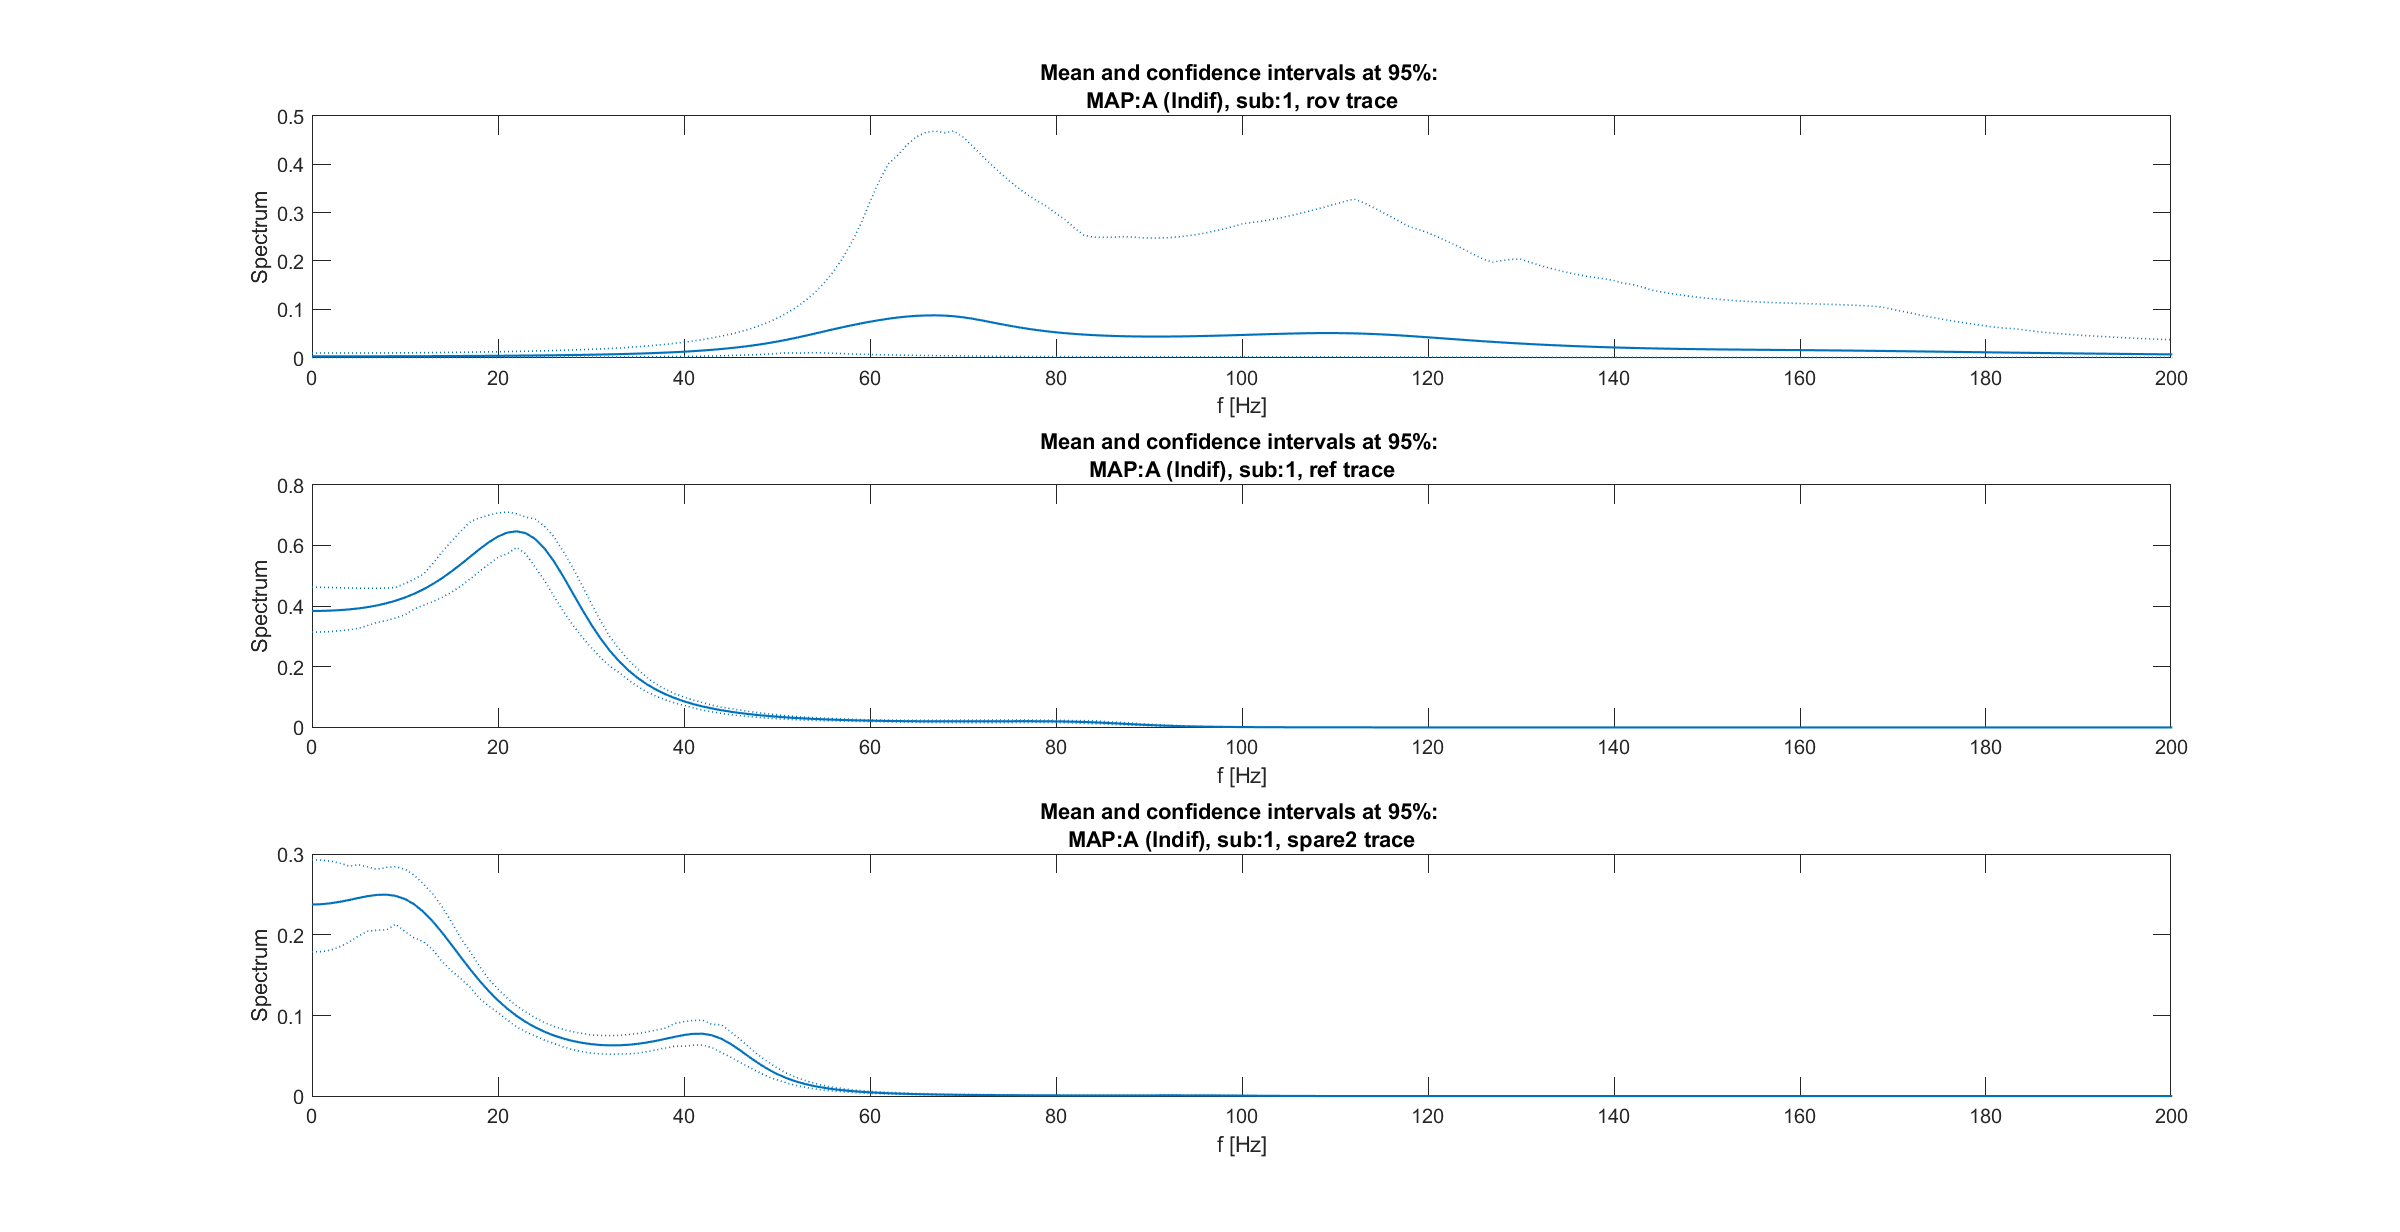 Mean and confidence intervals at 95%:
MAP:A (Indif), sub:1, rov trace
0.5
0.4
0.3
0.2
0.1
0
Spectrum
0 20 40 60 80 100 120 140 160 180 200
f [Hz]
Mean and confidence intervals at 95%:
MAP:A (Indif), sub:1, ref trace
0.8
0.6
0.4
0.2
0
Spectrum
0 20 40 60 80 100 120 140 160 180 200
f [Hz]
Mean and confidence intervals at 95%:
MAP:A (Indif), sub:1, spare2 trace
0.3
0.2
0.1
0
Spectrum
0 20 40 60 80 100 120 140 160 180 200
f [Hz]